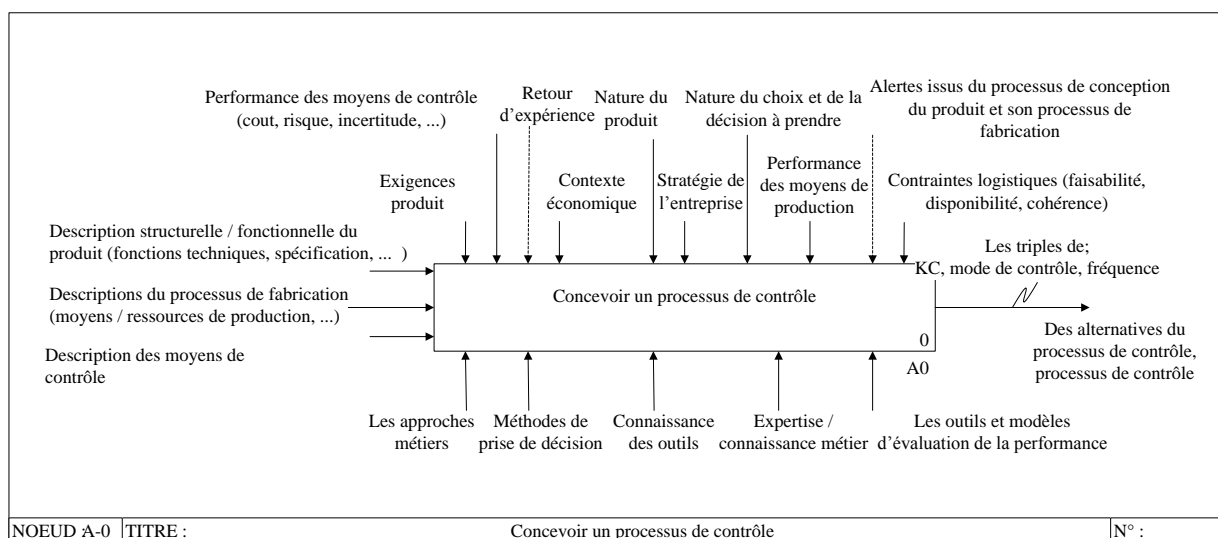 Performance des moyens de contrôle
(cout, risque, incertitude, ...)
Retour
d'expérience
Nature du
produit
Nature du choix et de la
décision à prendre
Alertes issus du processus de conception
du produit et son processus de
fabrication
Exigences
produit
Contexte
économique
Stratégie de
l'entreprise
Performance
des moyens de
production
Contraintes logistiques (faisabilité,
disponibilité, cohérence)
Description structurelle / fonctionnelle du
produit (fonctions techniques, spécification, ... )
Descriptions du processus de fabrication
(moyens / ressources de production, ...)
Description des moyens de
contrôle
Concevoir un processus de contrôle
0
A0
Les triples de;
KC, mode de contrôle, fréquence
Des alternatives du
processus de contrôle,
processus de contrôle
Les approches
métiers
Méthodes de
prise de décision
Connaissance
des outils
Expertise /
connaissance métier
Les outils et modèles
d'évaluation de la performance
NOEUD : A-0
TITRE :
Concevoir un processus de contrôle
N° :